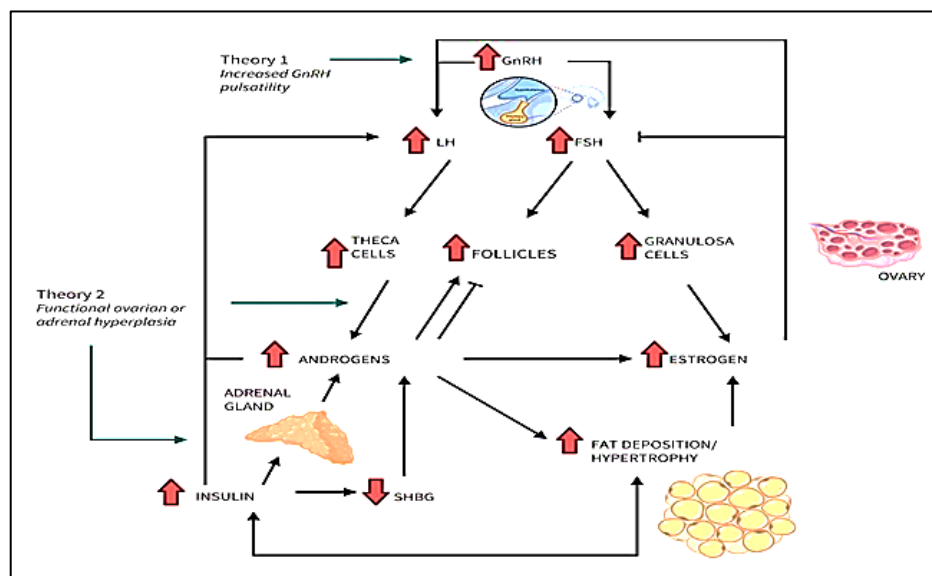 Theory 1
Increased GnRH
pulsatility
GnRH
LH
FSH
THECA
CELLS
FOLLICLES
GRANULOSA
CELLS
OVARY
Theory 2
Functional ovarian or
adrenal hyperplasia
ANDROGENS
ESTROGEN
ADRENAL
GLAND
FAT DEPOSITION/
HYPERTROPHY
INSULIN
SHBG